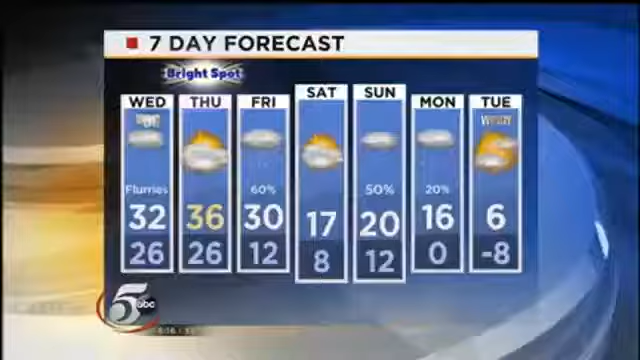 7 DAY FORECAST
Bright Spot
WED THU FRI SAT SUN MON TUE
WINDY
Flurries 60% 50% 20%
32 36 30 17 20 16 6
26 26 12 8 12 0 -8
5 abc